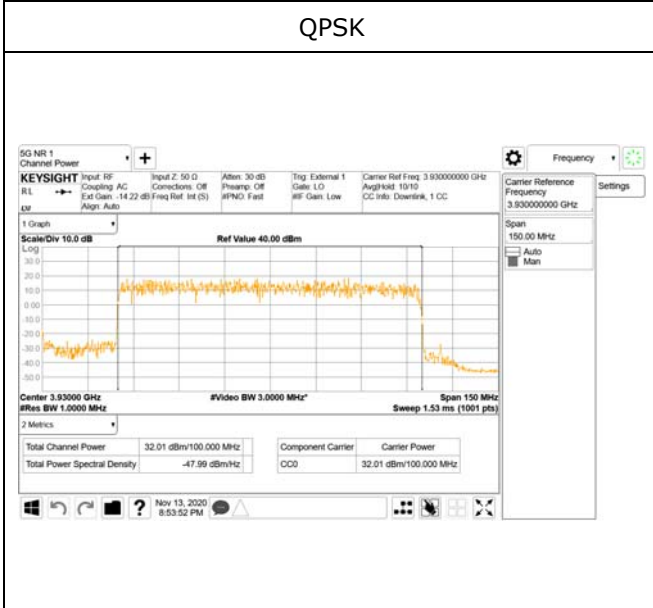 QPSK
5G NR 1
Channel Power
+
Frequency
KEYSIGHT
RL
Input: RF
Coupling: AC
Ext Gain: -14.22 dB
Align: Auto
Input Z: 50 Ω
Corrections: Off
Freq Ref: Int (S)
Atten: 30 dB
Preamp: Off
#PNO: Fast
Trig: External 1
Gate: LO
#IF Gain: Low
Carrier Ref Freq: 3.930000000 GHz
Avg|Hold: 10/10
CC Info: Downlink, 1 CC
Carrier Reference
Frequency
3.930000000 GHz
Settings
Span
150.00 MHz
Auto
Man
1 Graph
Scale/Div 10.0 dB
Ref Value 40.00 dBm
Log
30.0
20.0
10.0
0.00
-10.0
-20.0
-30.0
-40.0
-50.0
Center 3.93000 GHz
#Video BW 3.0000 MHz*
Span 150 MHz
#Res BW 1.0000 MHz
Sweep 1.53 ms (1001 pts)
2 Metrics
Total Channel Power 32.01 dBm/100.000 MHz
Total Power Spectral Density -47.99 dBm/Hz
Component Carrier Carrier Power
CC0 32.01 dBm/100.000 MHz
?
Nov 13, 2020
8:53:52 PM